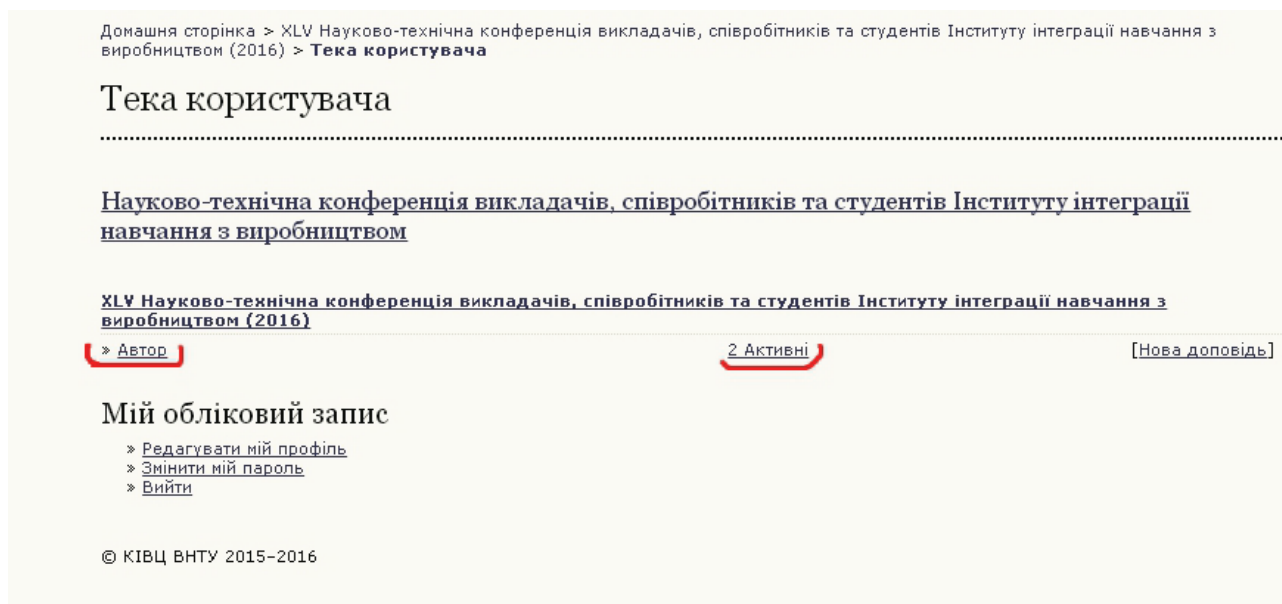 Домашня сторінка > XLV Науково-технічна конференція викладачів, співробітників та студентів Інституту інтеграції навчання з
виробництвом (2016) > Тека користувача
Тека користувача
Науково-технічна конференція викладачів, співробітників та студентів Інституту інтеграції
навчання з виробництвом
XLV Науково-технічна конференція викладачів, співробітників та студентів Інституту інтеграції навчання з
виробництвом (2016)
» Автор 2 Активні [Нова доповідь]
Мій обліковий запис
» Редагувати мій профіль
» Змінити мій пароль
» Вийти
© КІВЦ ВНТУ 2015-2016